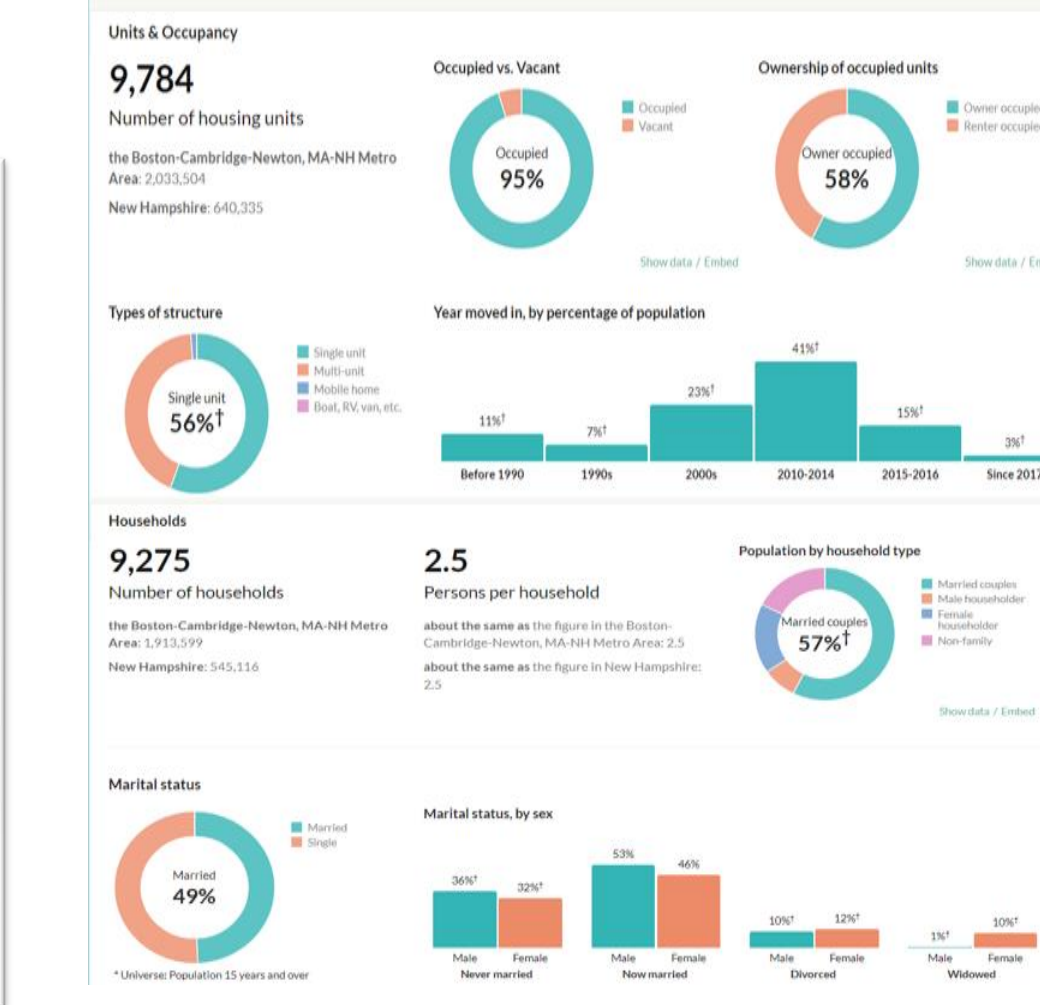 Units & Occupancy
9,784
Number of housing units
the Boston-Cambridge-Newton, MA-NH Metro
Area: 2,033,504
New Hampshire: 640,335
Occupied vs. Vacant
Occupied
95%
Occupied
Vacant
Show data / Embed
Ownership of occupied units
Owner occupied
58%
Owner occupie
Renter occupie
Show data / Em
Types of structure
Single unit
56%†
Single unit
Multi-unit
Mobile home
Boat, RV, van, etc.
Year moved in, by percentage of population
11%†
7%†
23%†
41%†
15%†
3%†
Before 1990
1990s
2000s
2010-2014
2015-2016
Since 2017
Households
9,275
Number of households
the Boston-Cambridge-Newton, MA-NH Metro
Area: 1,913,599
New Hampshire: 545,116
2.5
Persons per household
about the same as the figure in the Boston-
Cambridge-Newton, MA-NH Metro Area: 2.5
about the same as the figure in New Hampshire:
2.5
Population by household type
Married couples
57%†
Married couples
Male householder
Female
householder
Non-family
Show data / Embed
Marital status
Married
49%
Married
Single
* Universe: Population 15 years and over
Marital status, by sex
36%†
32%†
53%
46%
10%†
12%†
1%†
10%†
Male
Female
Male
Female
Male
Female
Male
Female
Never married
Now married
Divorced
Widowed